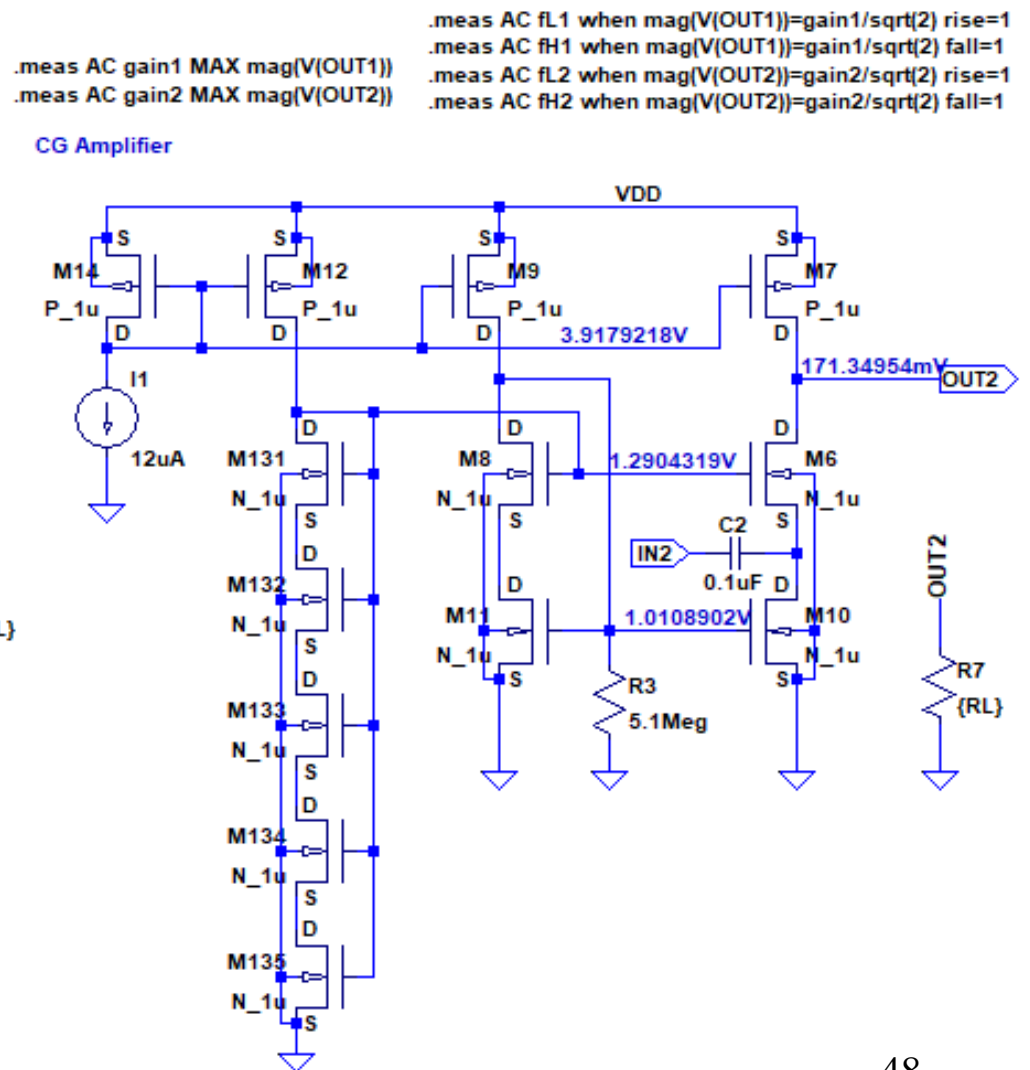 .meas AC fL1 when mag(V(OUT1))=gain1/sqrt(2) rise=1
.meas AC fH1 when mag(V(OUT1))=gain1/sqrt(2) fall=1
.meas AC gain1 MAX mag(V(OUT1))
.meas AC fL2 when mag(V(OUT2))=gain2/sqrt(2) rise=1
.meas AC gain2 MAX mag(V(OUT2))
.meas AC fH2 when mag(V(OUT2))=gain2/sqrt(2) fall=1
CG Amplifier
VDD
S S S S
M14 M12 M9 M7
P_1u P_1u P_1u P_1u
D D D D
3.9179218V
I1
171.34954mV
OUT2
12uA
D D D
M131 M8 1.2904319V M6
N_1u N_1u N_1u
S S S
C2
IN2
OUT2
D D D
0.1uF
M132 M11 1.0108902V M10
N_1u N_1u N_1u
L}
S S S
D
R3
R7
M133
5.1Meg
{RL}
N_1u
S
D
M134
N_1u
S
D
M135
N_1u
S